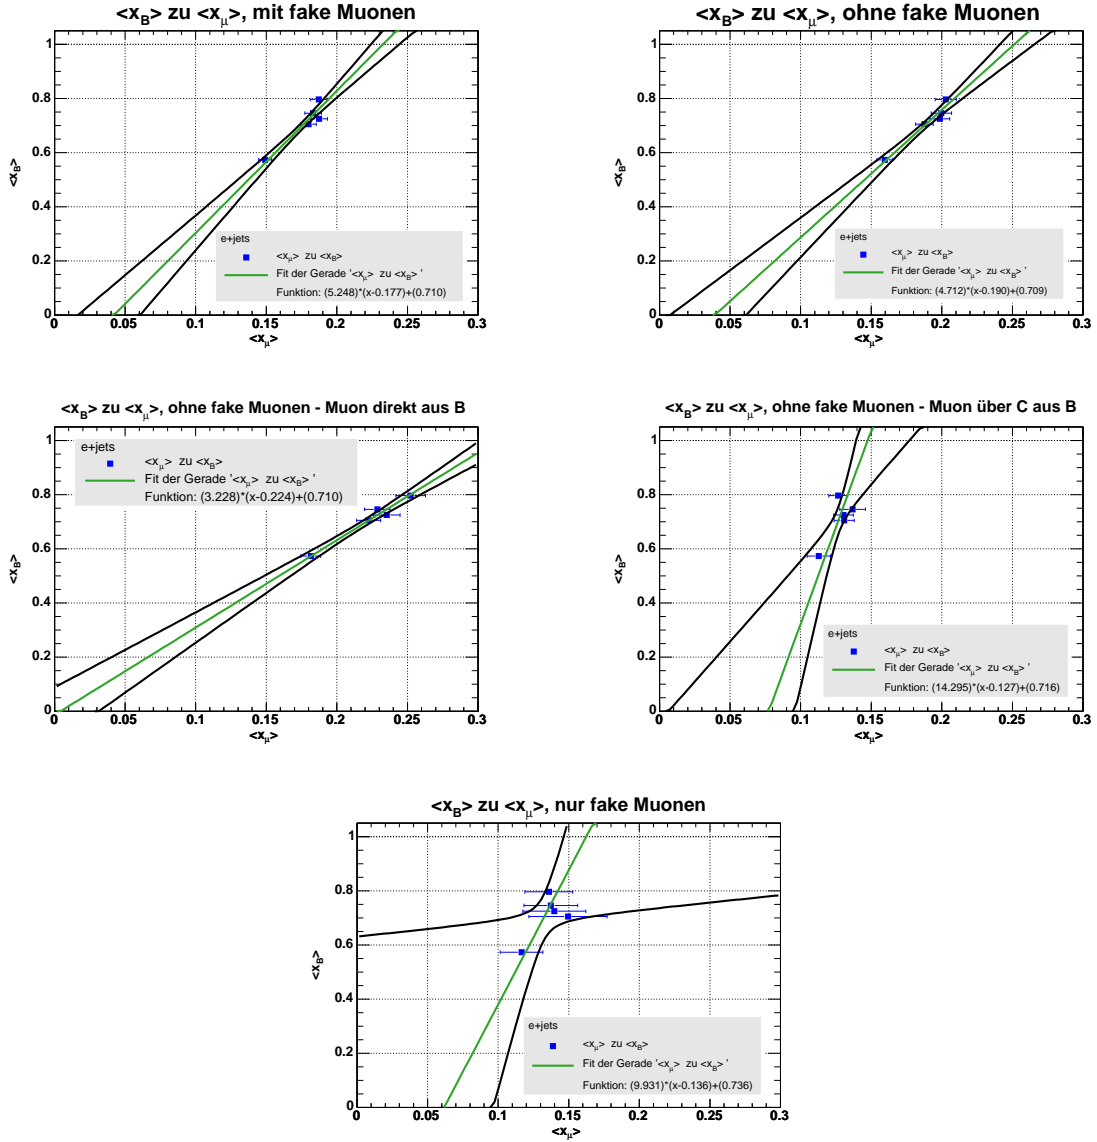 <x_B> zu <x_μ>, mit fake Muonen
<x_B>
1
0.8
0.6
0.4
0.2
0
e+jets
<x_μ> zu <x_B>
Fit der Gerade '<x_μ> zu <x_B> '
Funktion: (5.248)*(x-0.177)+(0.710)
0 0.05 0.1 0.15 0.2 0.25 0.3
<x_μ>
<x_B> zu <x_μ>, ohne fake Muonen
<x_B>
1
0.8
0.6
0.4
0.2
0
e+jets
<x_μ> zu <x_B>
Fit der Gerade '<x_μ> zu <x_B> '
Funktion: (4.712)*(x-0.190)+(0.709)
0 0.05 0.1 0.15 0.2 0.25 0.3
<x_μ>
<x_B> zu <x_μ>, ohne fake Muonen - Muon direkt aus B
<x_B>
1
0.8
0.6
0.4
0.2
0
e+jets
<x_μ> zu <x_B>
Fit der Gerade '<x_μ> zu <x_B> '
Funktion: (3.228)*(x-0.224)+(0.710)
0 0.05 0.1 0.15 0.2 0.25 0.3
<x_μ>
<x_B> zu <x_μ>, ohne fake Muonen - Muon über C aus B
<x_B>
1
0.8
0.6
0.4
0.2
0
e+jets
<x_μ> zu <x_B>
Fit der Gerade '<x_μ> zu <x_B> '
Funktion: (14.295)*(x-0.127)+(0.716)
0 0.05 0.1 0.15 0.2 0.25 0.3
<x_μ>
<x_B> zu <x_μ>, nur fake Muonen
<x_B>
1
0.8
0.6
0.4
0.2
0
e+jets
<x_μ> zu <x_B>
Fit der Gerade '<x_μ> zu <x_B> '
Funktion: (9.931)*(x-0.136)+(0.736)
0 0.05 0.1 0.15 0.2 0.25 0.3
<x_μ>